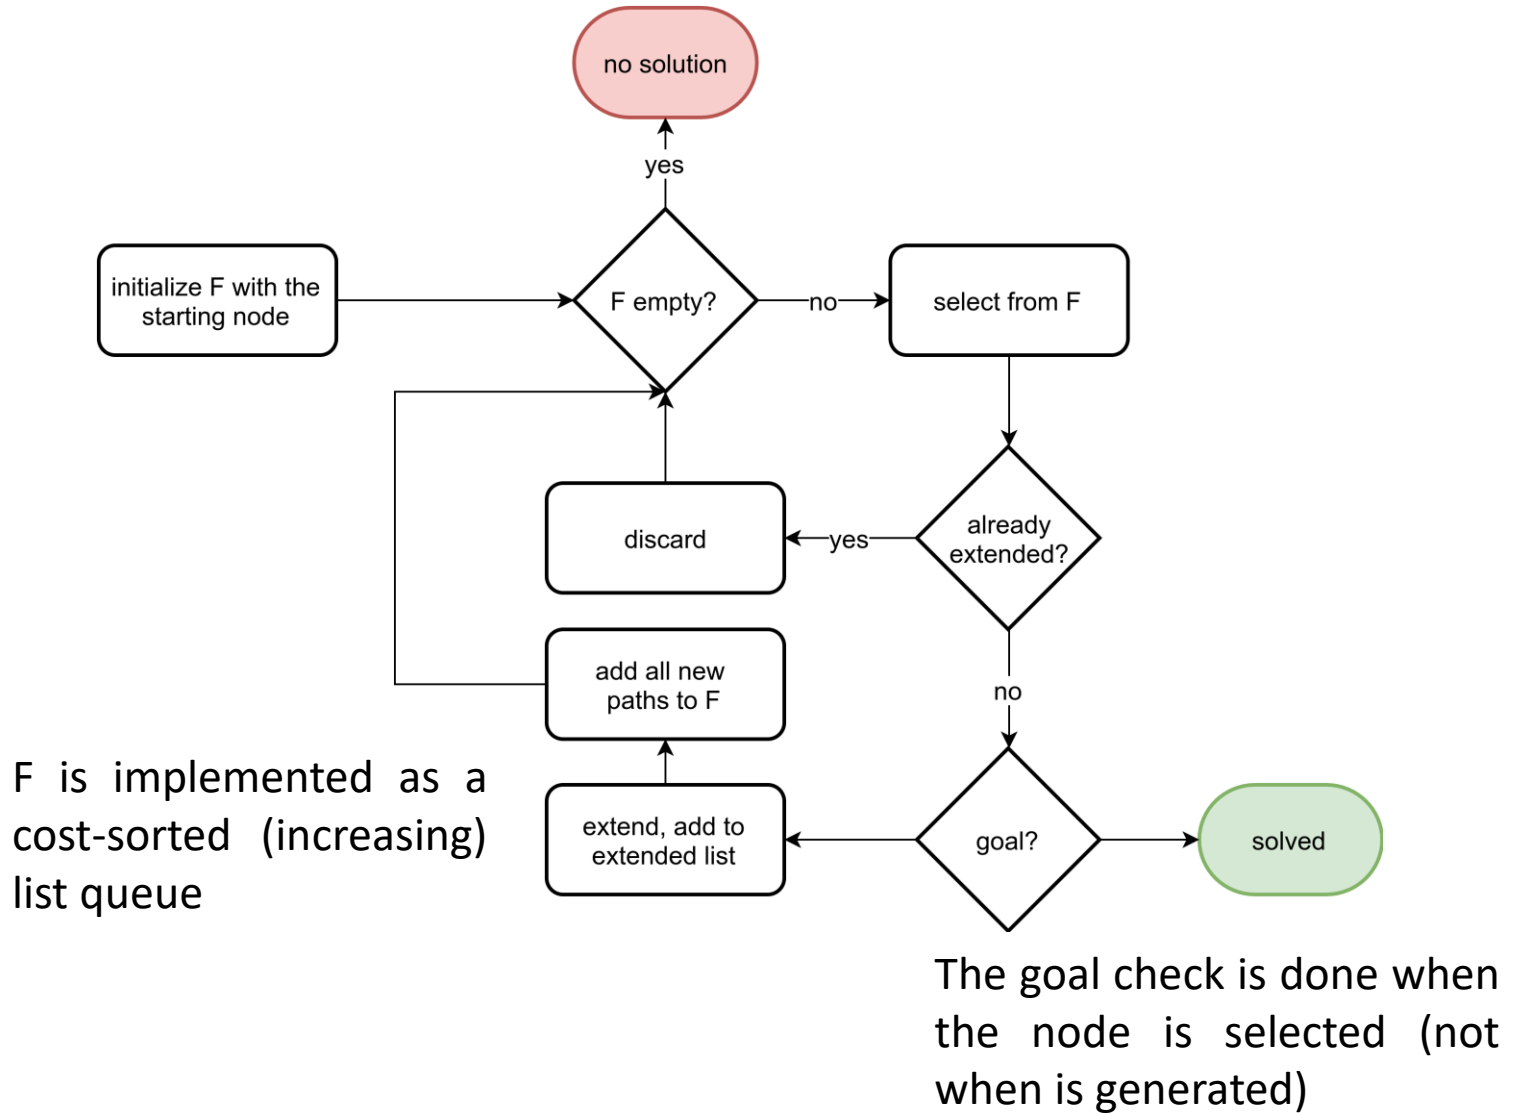 no solution
yes
initialize F with the
starting node
F empty?
no
select from F
discard
yes
already
extended?
add all new
paths to F
no
F is implemented as a
cost-sorted (increasing)
list queue
extend, add to
extended list
goal?
solved
The goal check is done when
the node is selected (not
when is generated)